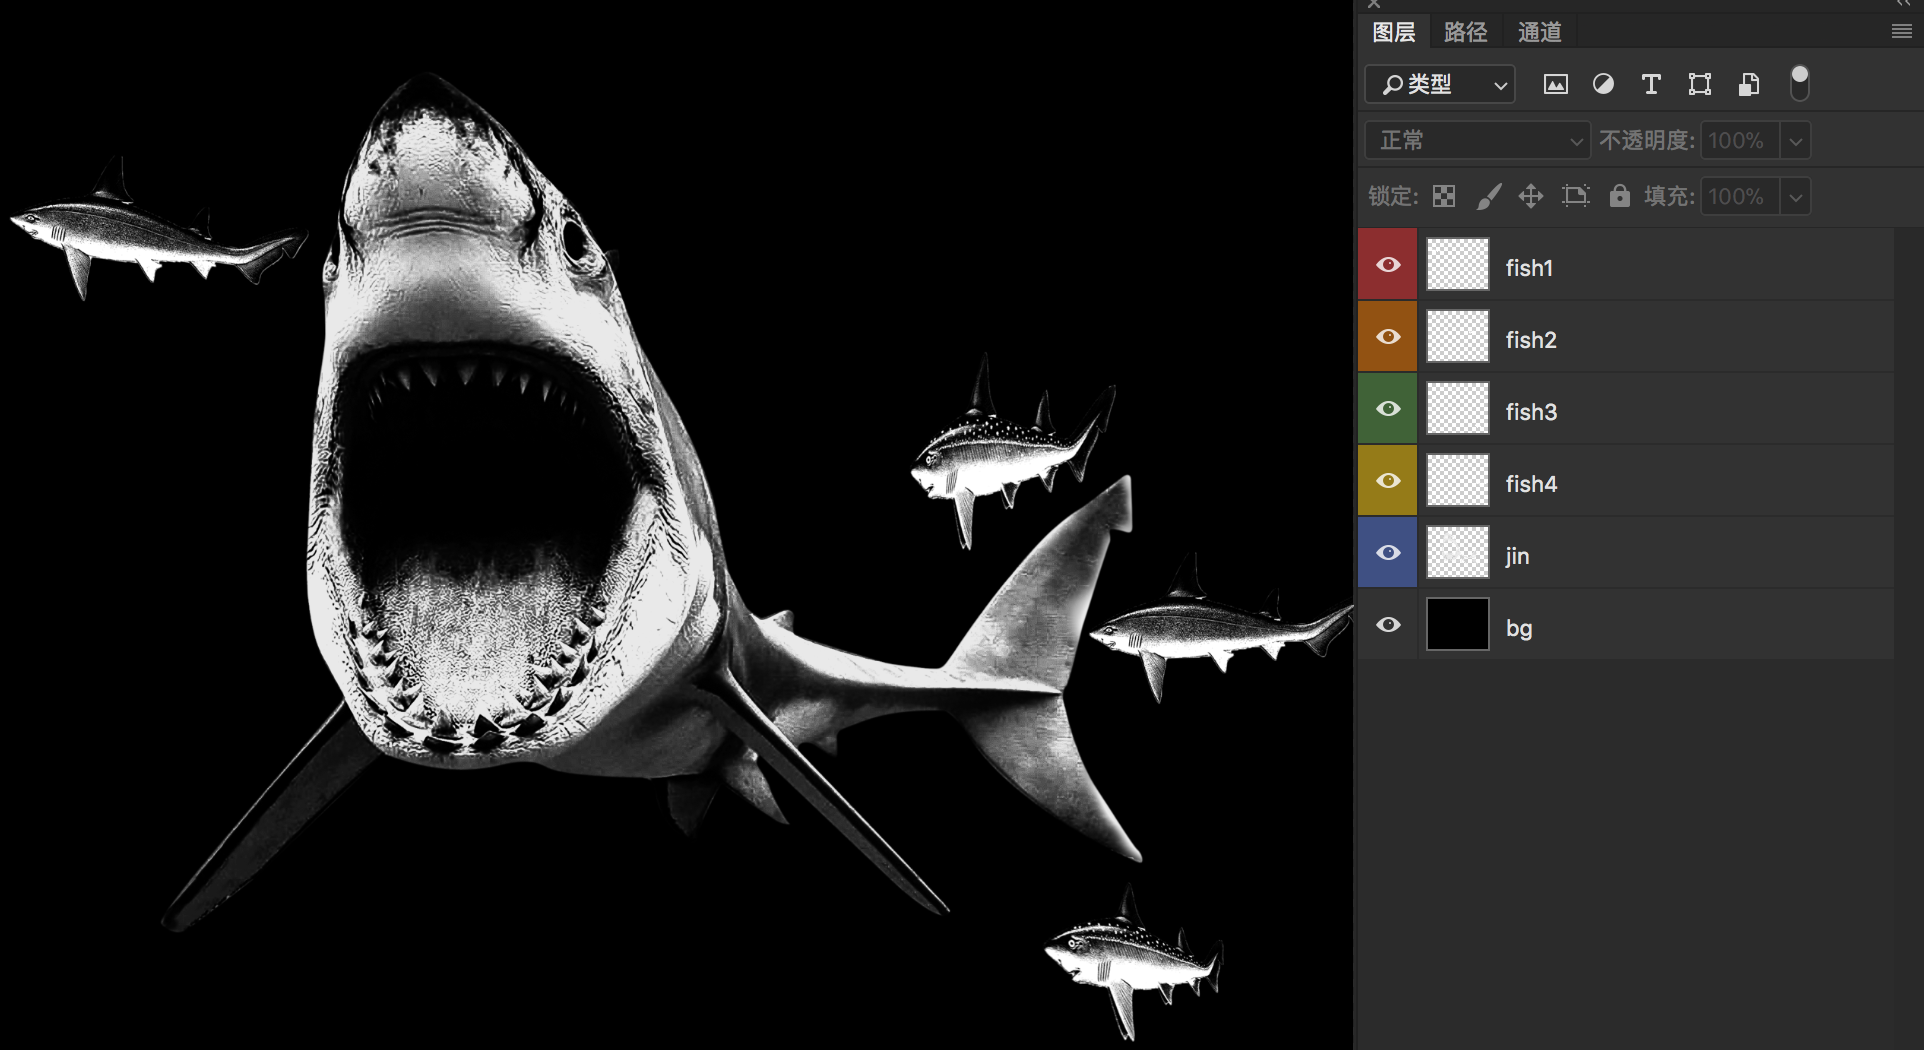 图层 路径 通道
类型
正常 不透明度: 100%
锁定: 填充: 100%
fish1
fish2
fish3
fish4
jin
bg